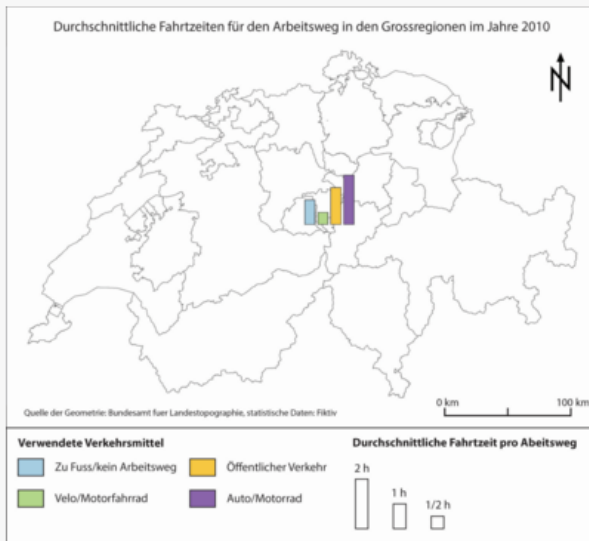 Durchschnittliche Fahrtzeiten für den Arbeitsweg in den Grossregionen im Jahre 2010
N
Quelle der Geometrie: Bundesamt fuer Landestopographie, statistische Daten: Fiktiv
0 km
100 km
Verwendete Verkehrsmittel
Zu Fuss/kein Arbeitsweg
Öffentlicher Verkehr
Velo/Motorfahrrad
Auto/Motorrad
Durchschnittliche Fahrtzeit pro Abeitsweg
2 h
1 h
1/2 h